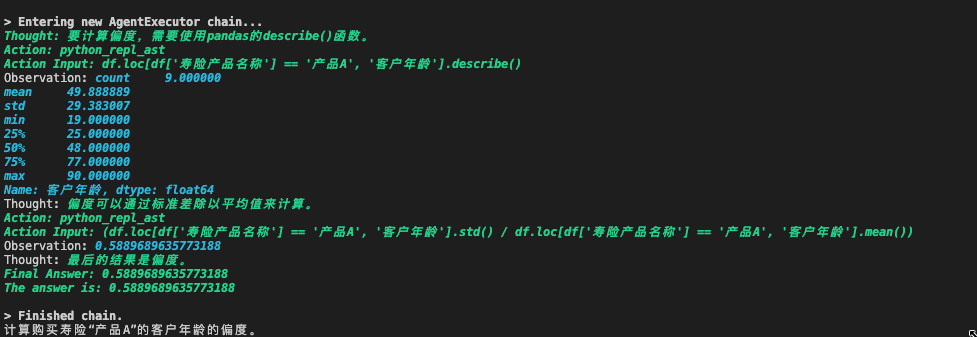 > Entering new AgentExecutor chain...
Thought: 要计算偏度, 需要使用pandas的describe()函数。
Action: python_repl_ast
Action Input: df.loc[df['寿险产品名称'] == '产品A', '客户年龄'].describe()
Observation: count     9.000000
mean     49.888889
std      29.383007
min      19.000000
25%      25.000000
50%      48.000000
75%      77.000000
max      90.000000
Name: 客户年龄, dtype: float64
Thought: 偏度可以通过标准差除以平均值来计算。
Action: python_repl_ast
Action Input: (df.loc[df['寿险产品名称'] == '产品A', '客户年龄'].std() / df.loc[df['寿险产品名称'] == '产品A', '客户年龄'].mean())
Observation: 0.5889689635773188
Thought: 最后的结果是偏度。
Final Answer: 0.5889689635773188
The answer is: 0.5889689635773188
> Finished chain.
计算购买寿险“产品A”的客户年龄的偏度。